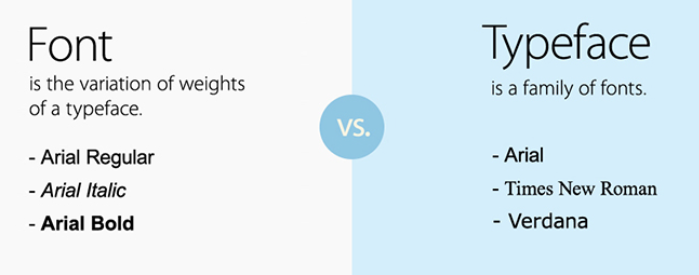 Font
is the variation of weights
of a typeface.
- Arial Regular
- Arial Italic
- Arial Bold
vs.
Typeface
is a family of fonts.
- Arial
- Times New Roman
- Verdana